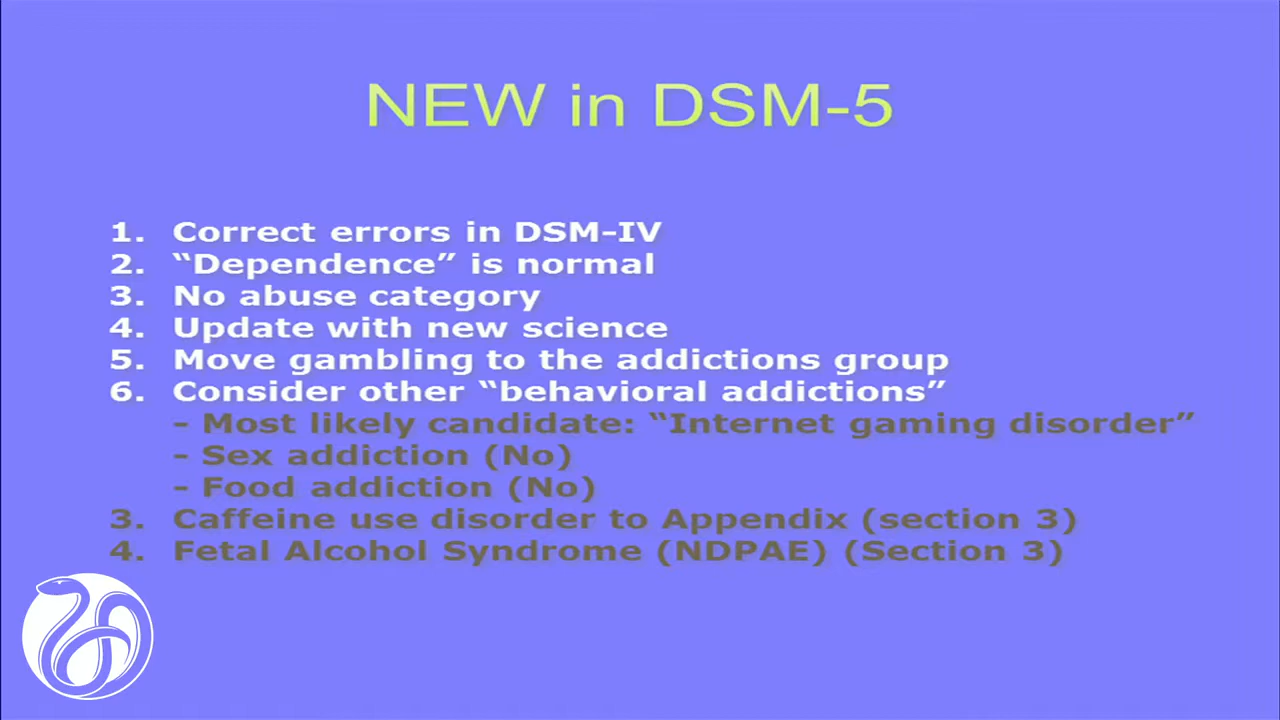 NEW in DSM-5
1. Correct errors in DSM-IV
2. “Dependence” is normal
3. No abuse category
4. Update with new science
5. Move gambling to the addictions group
6. Consider other “behavioral addictions”
- Most likely candidate: “Internet gaming disorder”
- Sex addiction (No)
- Food addiction (No)
3. Caffeine use disorder to Appendix (section 3)
4. Fetal Alcohol Syndrome (NDPAE) (Section 3)